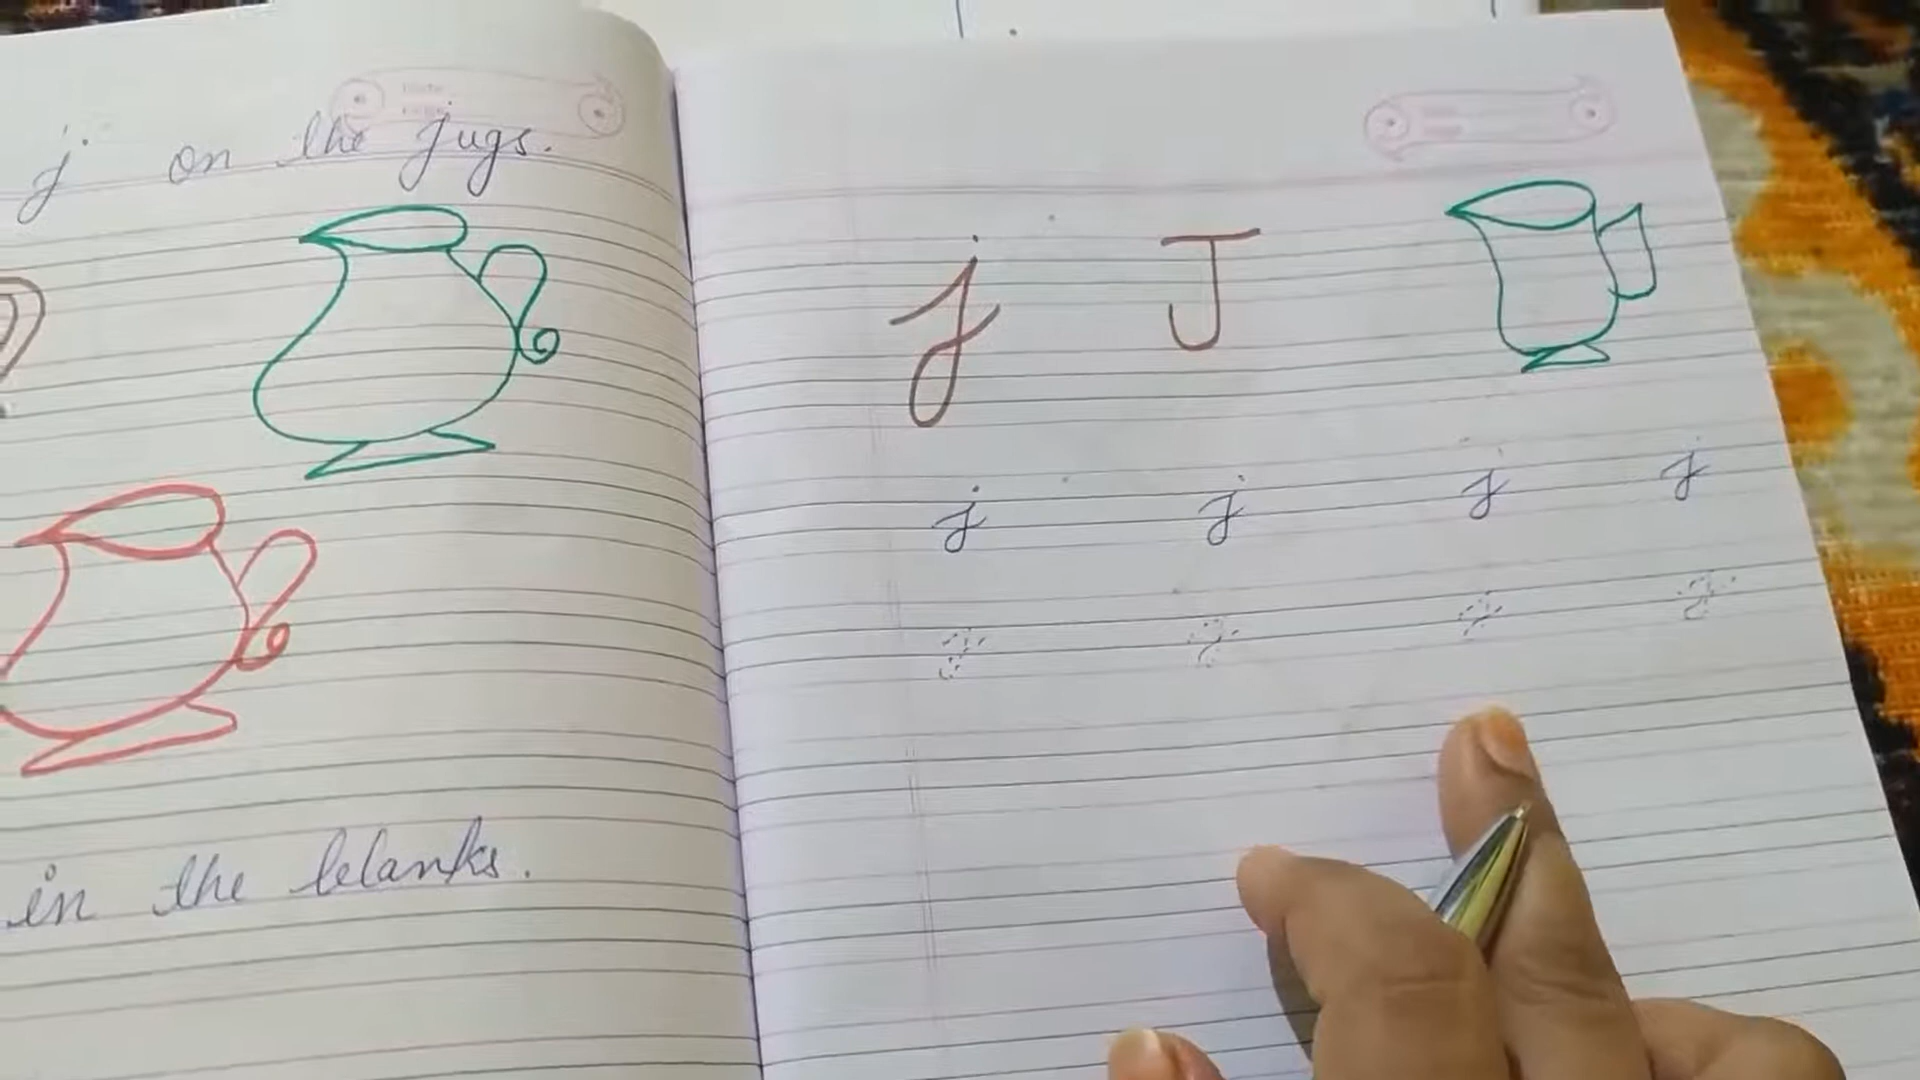 j on the jugs.
in the blanks.
j J
j j j j
j j j j